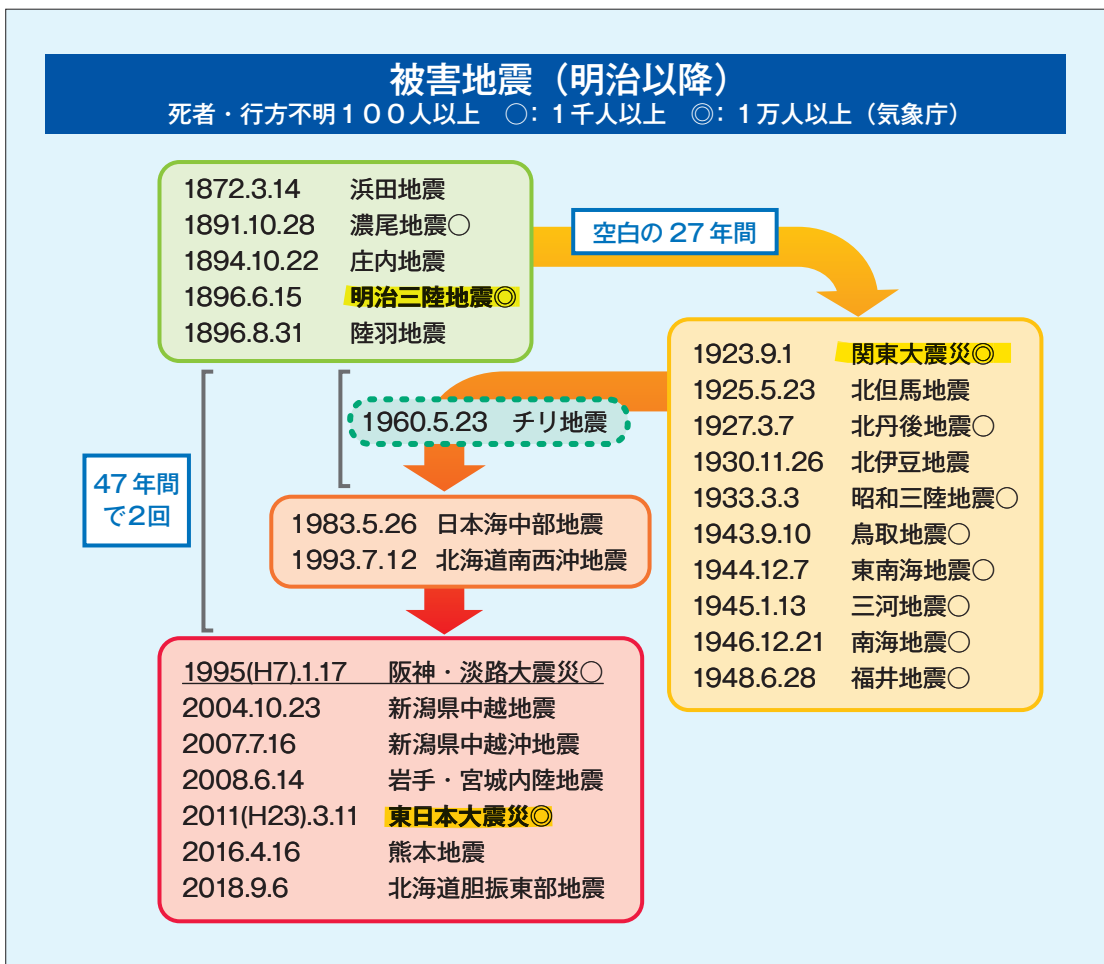 被害地震（明治以降）
死者・行方不明１００人以上　○：１千人以上　◎：１万人以上（気象庁）
1872.3.14　浜田地震
1891.10.28　濃尾地震○
1894.10.22　庄内地震
1896.6.15　明治三陸地震◎
1896.8.31　陸羽地震
空白の 27 年間
1923.9.1　関東大震災◎
1925.5.23　北但馬地震
1927.3.7　北丹後地震○
1930.11.26　北伊豆地震
1933.3.3　昭和三陸地震○
1943.9.10　鳥取地震○
1944.12.7　東南海地震○
1945.1.13　三河地震○
1946.12.21　南海地震○
1948.6.28　福井地震○
1960.5.23　チリ地震
47 年間
で2回
1983.5.26　日本海中部地震
1993.7.12　北海道南西沖地震
1995(H7).1.17　阪神・淡路大震災○
2004.10.23　新潟県中越地震
2007.7.16　新潟県中越沖地震
2008.6.14　岩手・宮城内陸地震
2011(H23).3.11　東日本大震災◎
2016.4.16　熊本地震
2018.9.6　北海道胆振東部地震